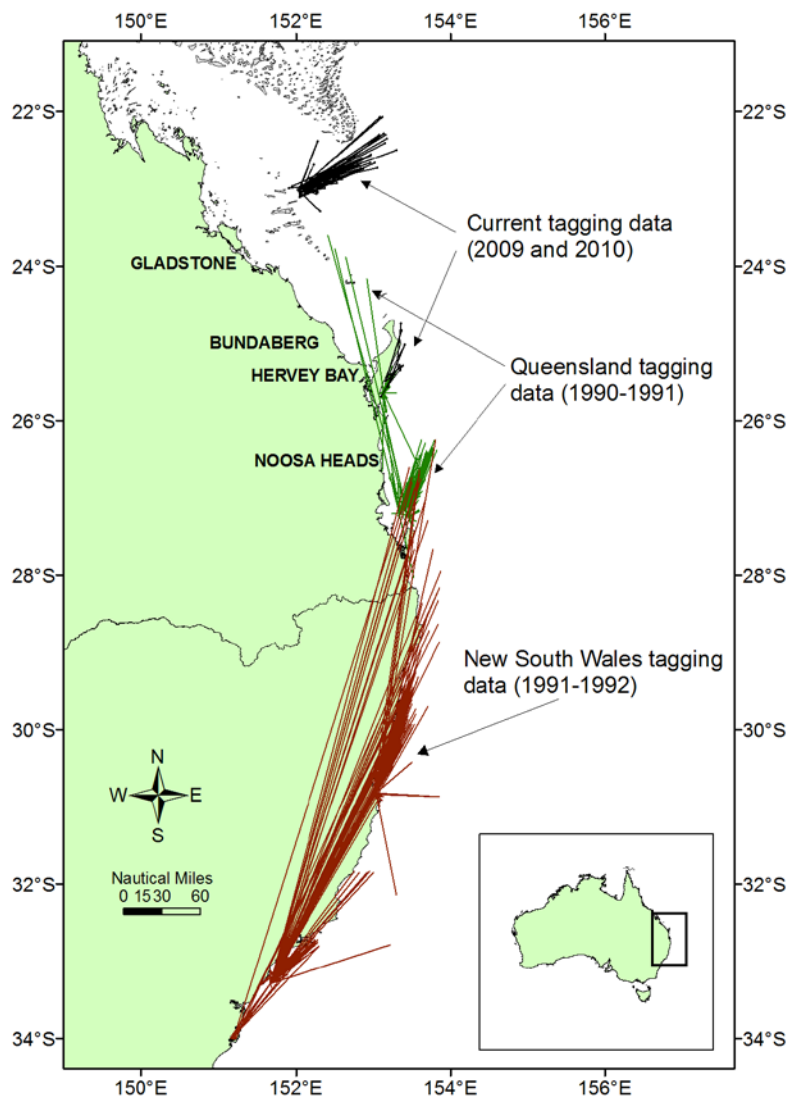 150°E 152°E 154°E 156°E
22°S 22°S
Current tagging data
(2009 and 2010)
24°S 24°S
GLADSTONE
BUNDABERG
Queensland tagging
HERVEY BAY
data (1990-1991)
26°S 26°S
NOOSA HEADS
28°S 28°S
New South Wales tagging
data (1991-1992)
30°S 30°S
N
W E
S
Nautical Miles
0 15 30 60
32°S 32°S
34°S 34°S
150°E 152°E 154°E 156°E